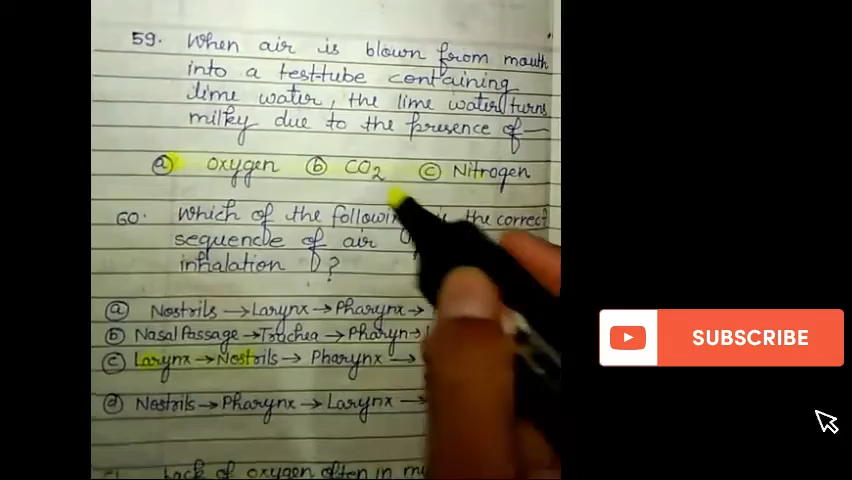 59. When air is blown from mouth
into a test-tube containing
lime water, the lime water turns
milky due to the presence of —
(a) oxygen (b) CO2 (c) Nitrogen
60. Which of the following the correct
sequence of air
inhalation ?
(a) Nostrils → Larynx → Pharynx →
(b) Nasal Passage → Trachea → Pharyn →
(c) Larynx → Nostrils → Pharynx →
(d) Nostrils → Pharynx → Larynx →
Lack of oxygen often in
SUBSCRIBE